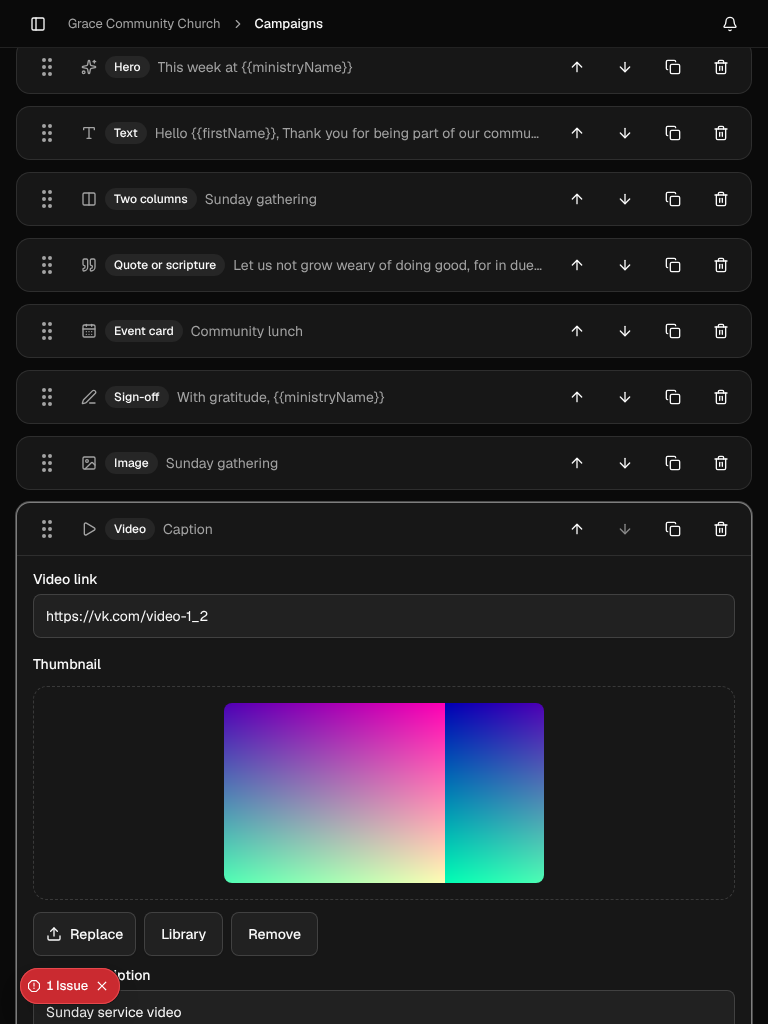 Grace Community Church > Campaigns
Hero This week at {{ministryName}}
Text Hello {{firstName}}, Thank you for being part of our commu...
Two columns Sunday gathering
Quote or scripture Let us not grow weary of doing good, for in due...
Event card Community lunch
Sign-off With gratitude, {{ministryName}}
Image Sunday gathering
Video Caption
Video link
https://vk.com/video-1_2
Thumbnail
Replace Library Remove
1 Issue
Sunday service video